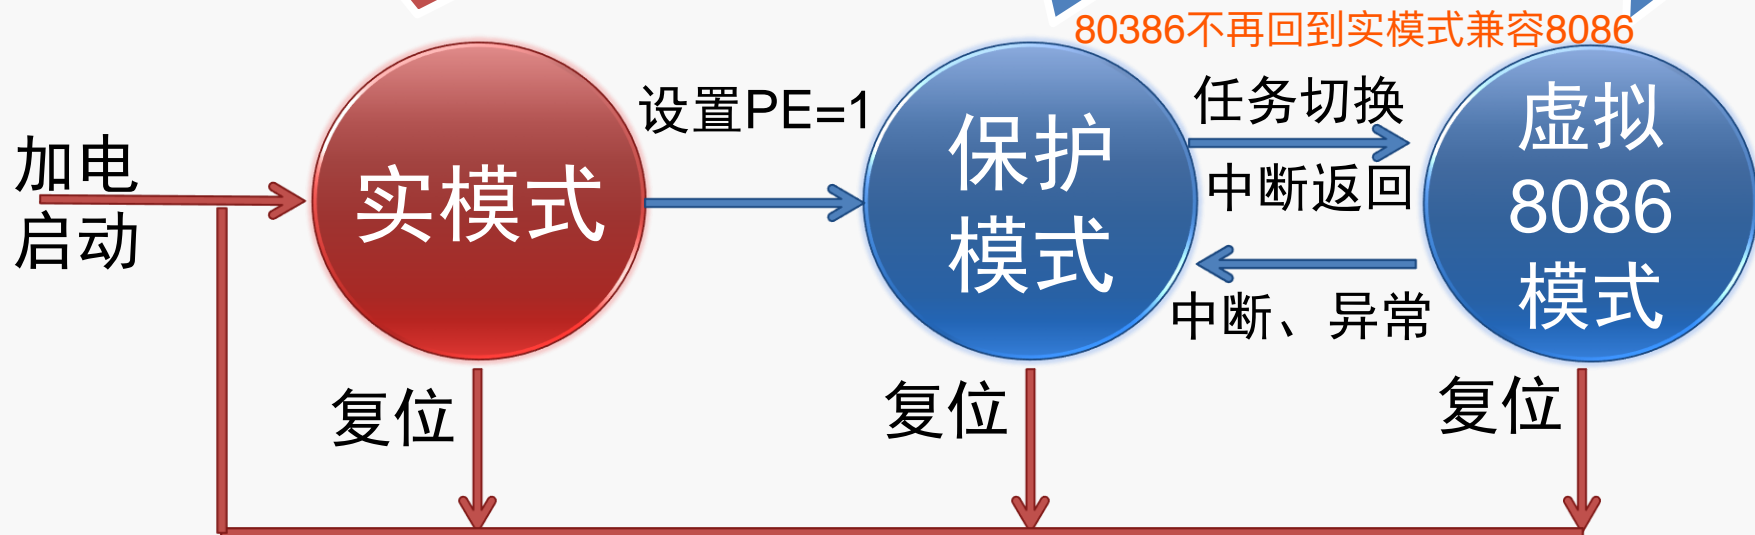 80386不再回到实模式兼容8086
加电
启动
实模式
设置PE=1
保护
模式
任务切换
中断返回
中断、异常
虚拟
8086
模式
复位
复位
复位